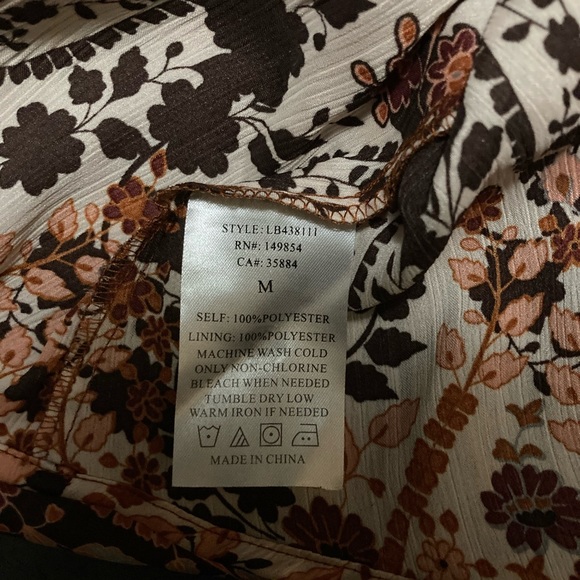 STYLE: LB438111
RN#: 149854
CA#: 35884
M
SELF: 100%POLYESTER
LINING: 100%POLYESTER
MACHINE WASH COLD
ONLY NON-CHLORINE
BLEACH WHEN NEEDED
TUMBLE DRY LOW
WARM IRON IF NEEDED
MADE IN CHINA